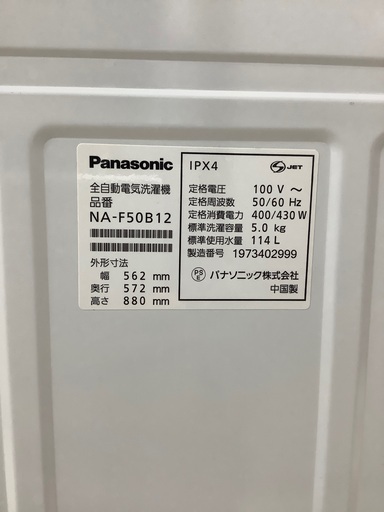 Panasonic
全自動電気洗濯機
品番
NA-F50B12
外形寸法
幅 562 mm
奥行 572 mm
高さ 880 mm
IPX4
S JET
定格電圧 100 V ～
定格周波数 50/60 Hz
定格消費電力 400/430 W
標準洗濯容量 5.0 kg
標準使用水量 114 L
製造番号 1973402999
PS E パナソニック株式会社
中国製